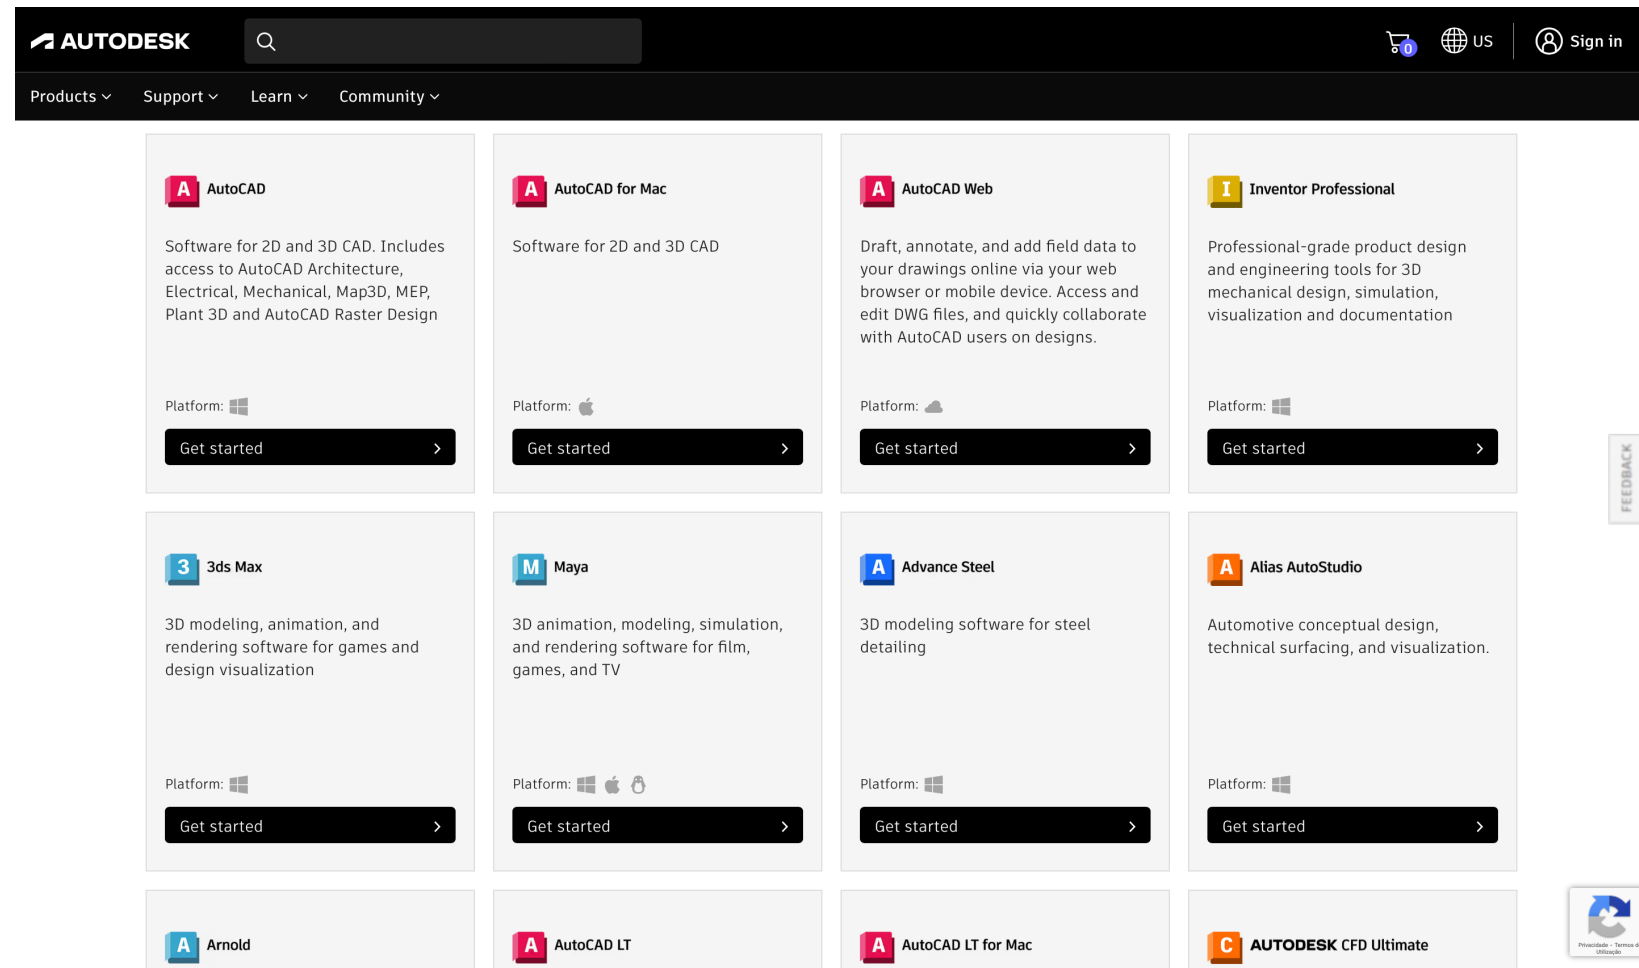 AUTODESK
0
US
Sign in
Products
Support
Learn
Community
A AutoCAD
Software for 2D and 3D CAD. Includes
access to AutoCAD Architecture,
Electrical, Mechanical, Map3D, MEP,
Plant 3D and AutoCAD Raster Design
Platform:
Get started
A AutoCAD for Mac
Software for 2D and 3D CAD
Platform:
Get started
A AutoCAD Web
Draft, annotate, and add field data to
your drawings online via your web
browser or mobile device. Access and
edit DWG files, and quickly collaborate
with AutoCAD users on designs.
Platform:
Get started
I Inventor Professional
Professional-grade product design
and engineering tools for 3D
mechanical design, simulation,
visualization and documentation
Platform:
Get started
3 3ds Max
3D modeling, animation, and
rendering software for games and
design visualization
Platform:
Get started
M Maya
3D animation, modeling, simulation,
and rendering software for film,
games, and TV
Platform:
Get started
A Advance Steel
3D modeling software for steel
detailing
Platform:
Get started
A Alias AutoStudio
Automotive conceptual design,
technical surfacing, and visualization.
Platform:
Get started
A Arnold
A AutoCAD LT
A AutoCAD LT for Mac
C AUTODESK CFD Ultimate
FEEDBACK
Privacidade - Termos d
Utilização